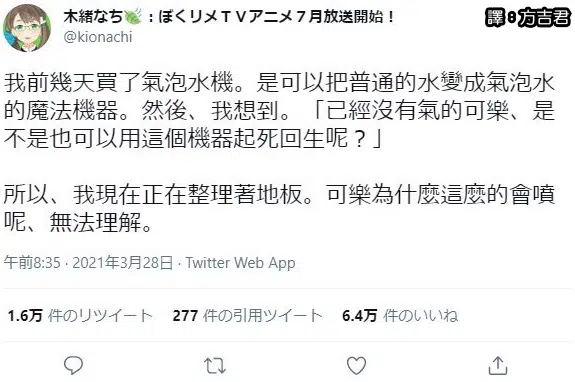 木緒なち🍃：ぼくリメＴＶアニメ７月放送開始！
譯：方吉君
@kionachi
我前幾天買了氣泡水機。是可以把普通的水變成氣泡水
的魔法機器。然後、我想到。「已經沒有氣的可樂、是
不是也可以用這個機器起死回生呢？」
所以、我現在正在整理著地板。可樂為什麼這麼的會噴
呢、無法理解。
午前8:35 · 2021年3月28日 · Twitter Web App
1.6万 件のリツイート 277 件の引用ツイート 6.4万 件のいいね